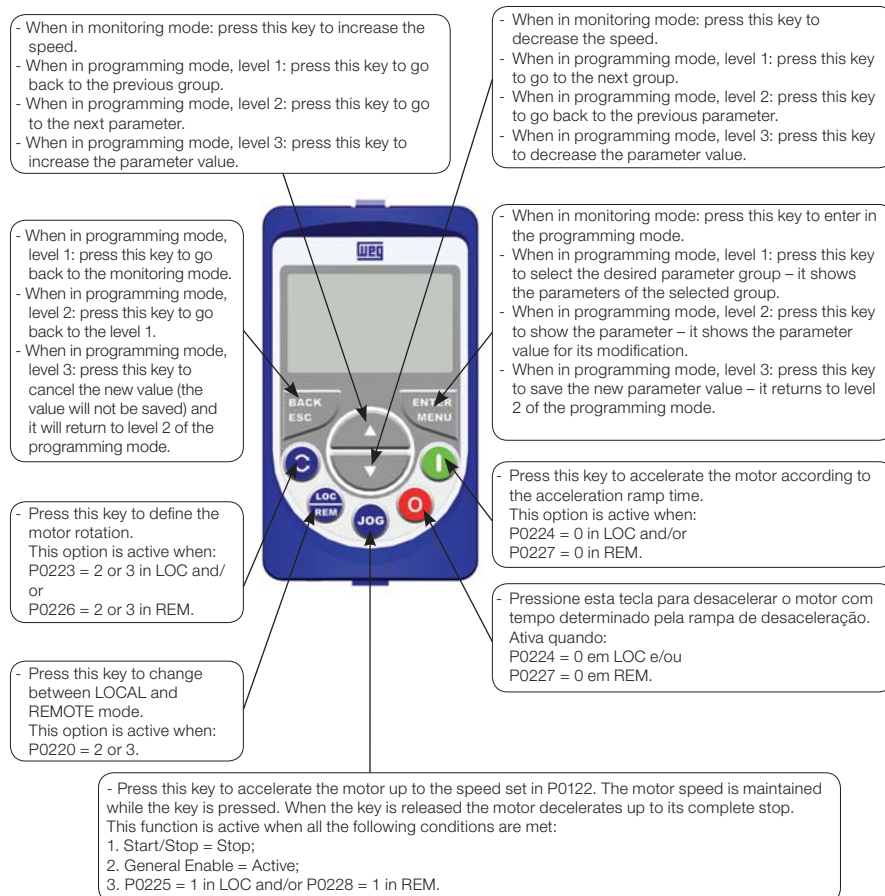 - When in monitoring mode: press this key to increase the
speed.
- When in programming mode, level 1: press this key to go
back to the previous group.
- When in programming mode, level 2: press this key to go
to the next parameter.
- When in programming mode, level 3: press this key to
increase the parameter value.
- When in monitoring mode: press this key to
decrease the speed.
- When in programming mode, level 1: press this key
to go to the next group.
- When in programming mode, level 2: press this key
to go back to the previous parameter.
- When in programming mode, level 3: press this key
to decrease the parameter value.
- When in programming mode,
level 1: press this key to go
back to the monitoring mode.
- When in programming mode,
level 2: press this key to go
back to the level 1.
- When in programming mode,
level 3: press this key to
cancel the new value (the
value will not be saved) and
it will return to level 2 of the
programming mode.
weg
BACK
ESC
ENTER
MENU
LOC
REM
JOG
- When in monitoring mode: press this key to enter in
the programming mode.
- When in programming mode, level 1: press this key
to select the desired parameter group – it shows
the parameters of the selected group.
- When in programming mode, level 2: press this key
to show the parameter – it shows the parameter
value for its modification.
- When in programming mode, level 3: press this key
to save the new parameter value – it returns to level
2 of the programming mode.
- Press this key to define the
motor rotation.
This option is active when:
P0223 = 2 or 3 in LOC and/
or
P0226 = 2 or 3 in REM.
- Press this key to accelerate the motor according to
the acceleration ramp time.
This option is active when:
P0224 = 0 in LOC and/or
P0227 = 0 in REM.
- Press this key to change
between LOCAL and
REMOTE mode.
This option is active when:
P0220 = 2 or 3.
- Pressione esta tecla para desacelerar o motor com
tempo determinado pela rampa de desaceleração.
Ativa quando:
P0224 = 0 em LOC e/ou
P0227 = 0 em REM.
- Press this key to accelerate the motor up to the speed set in P0122. The motor speed is maintained
while the key is pressed. When the key is released the motor decelerates up to its complete stop.
This function is active when all the following conditions are met:
1. Start/Stop = Stop;
2. General Enable = Active;
3. P0225 = 1 in LOC and/or P0228 = 1 in REM.